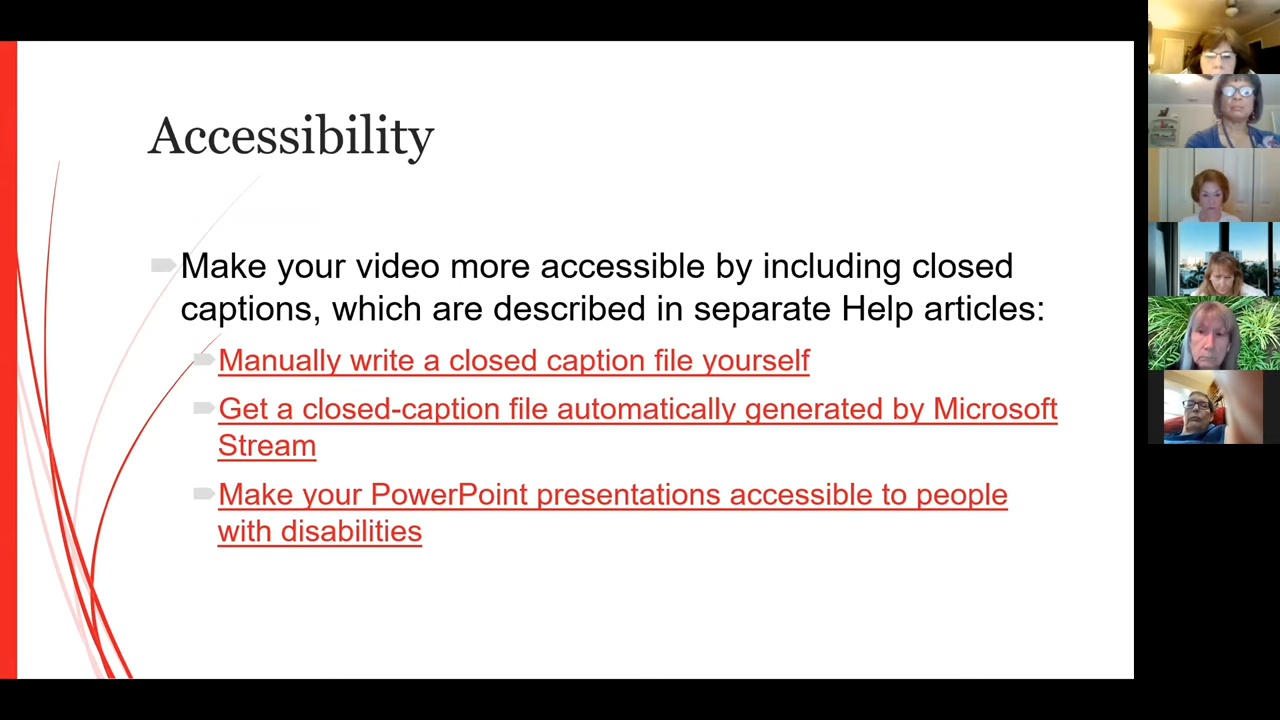 Accessibility
Make your video more accessible by including closed
captions, which are described in separate Help articles:
Manually write a closed caption file yourself
Get a closed-caption file automatically generated by Microsoft
Stream
Make your PowerPoint presentations accessible to people
with disabilities